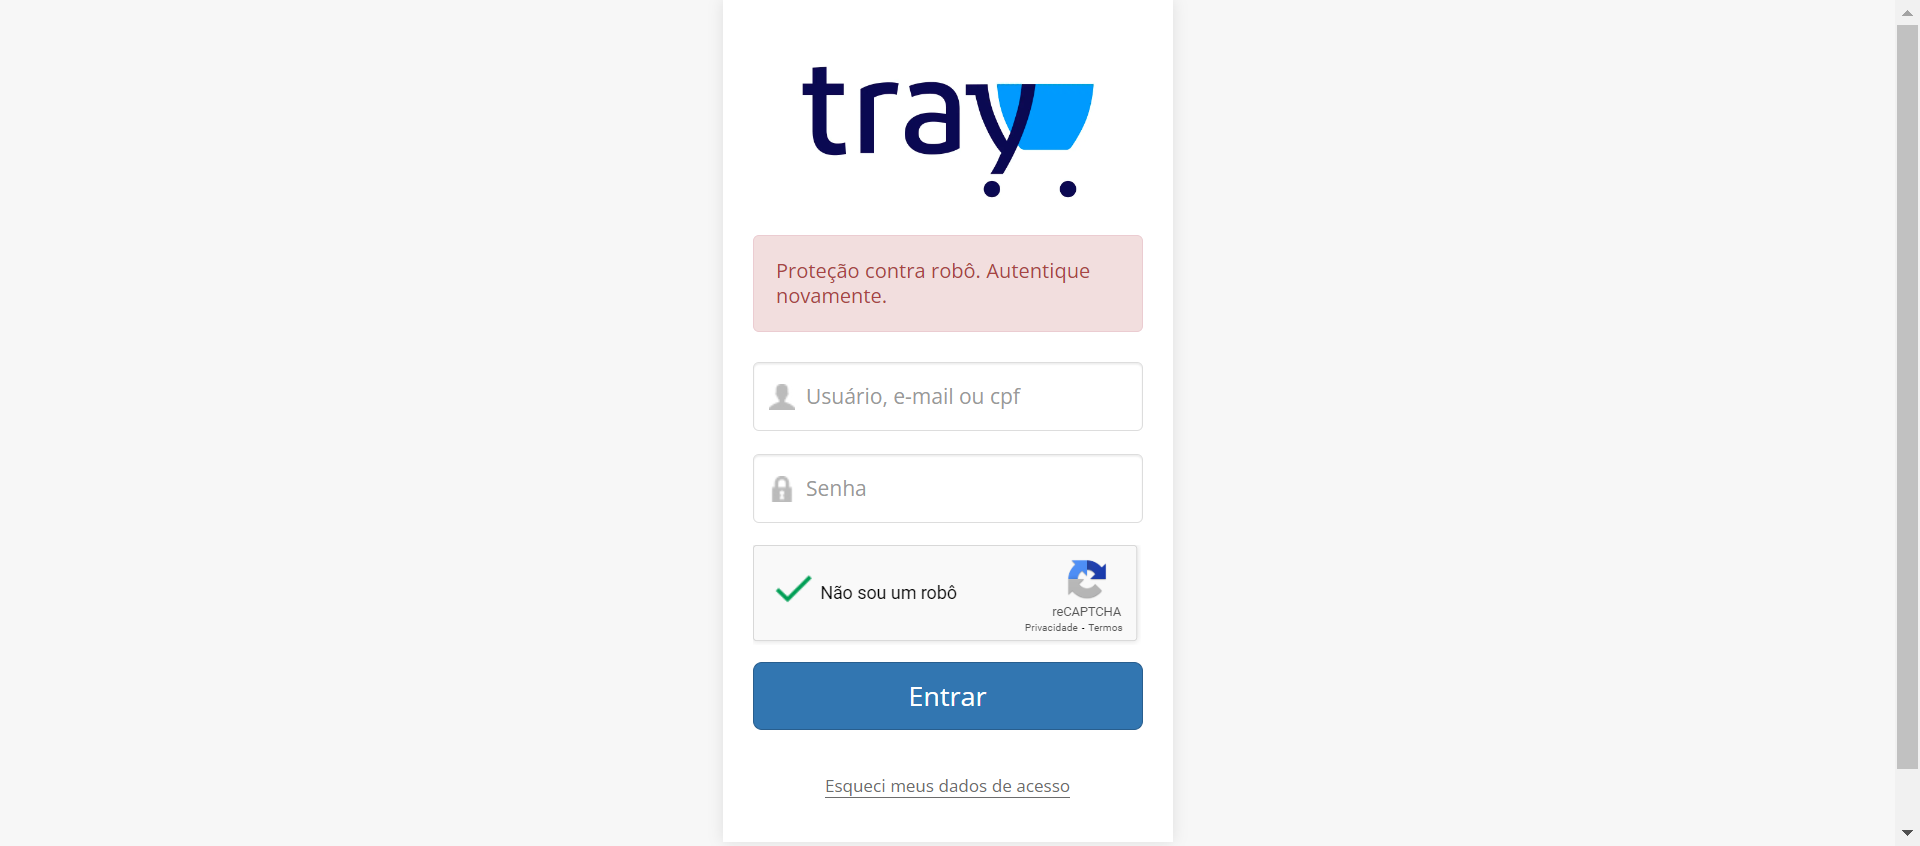 tray
Proteção contra robô. Autentique
novamente.
Usuário, e-mail ou cpf
Senha
Não sou um robô
reCAPTCHA
Privacidade - Termos
Entrar
Esqueci meus dados de acesso